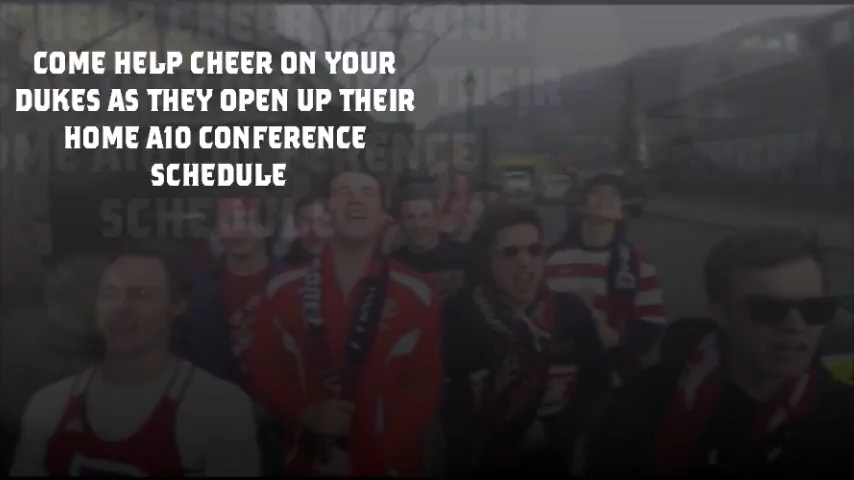 COME HELP CHEER ON YOUR
DUKES AS THEY OPEN UP THEIR
HOME A10 CONFERENCE
SCHEDULE